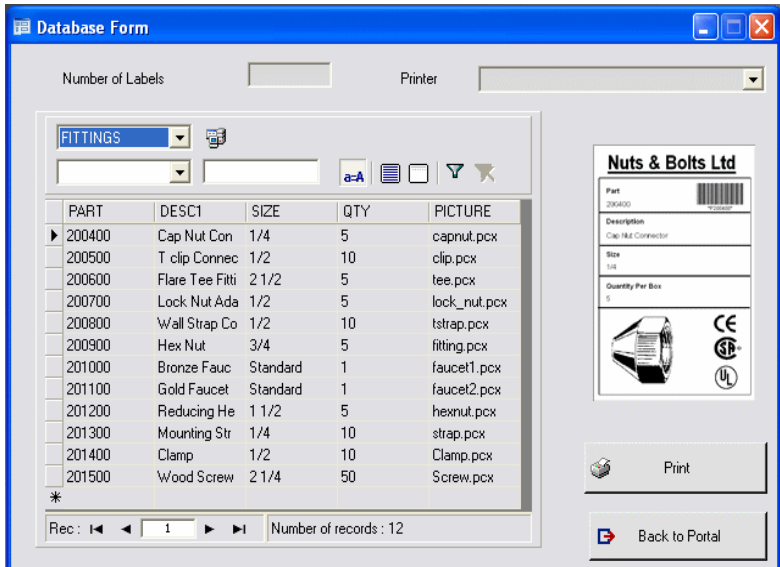 Database Form
Number of Labels Printer
FITTINGS
a=A
PART DESC1 SIZE QTY PICTURE
200400 Cap Nut Con 1/4 5 capnut.pcx
200500 T clip Connec 1/2 10 clip.pcx
200600 Flare Tee Fitti 2 1/2 5 tee.pcx
200700 Lock Nut Ada 1/2 5 lock_nut.pcx
200800 Wall Strap Co 1/2 10 tstrap.pcx
200900 Hex Nut 3/4 5 fitting.pcx
201000 Bronze Fauc Standard 1 faucet1.pcx
201100 Gold Faucet Standard 1 faucet2.pcx
201200 Reducing He 1 1/2 5 hexnut.pcx
201300 Mounting Str 1/4 10 strap.pcx
201400 Clamp 1/2 10 Clamp.pcx
201500 Wood Screw 2 1/4 50 Screw.pcx
Rec : 1 Number of records : 12
Nuts & Bolts Ltd
Part
200400
*P200400*
Description
Cap Nut Connector
Size
1/4
Quantity Per Box
5
CE
SA
UL
Print
Back to Portal